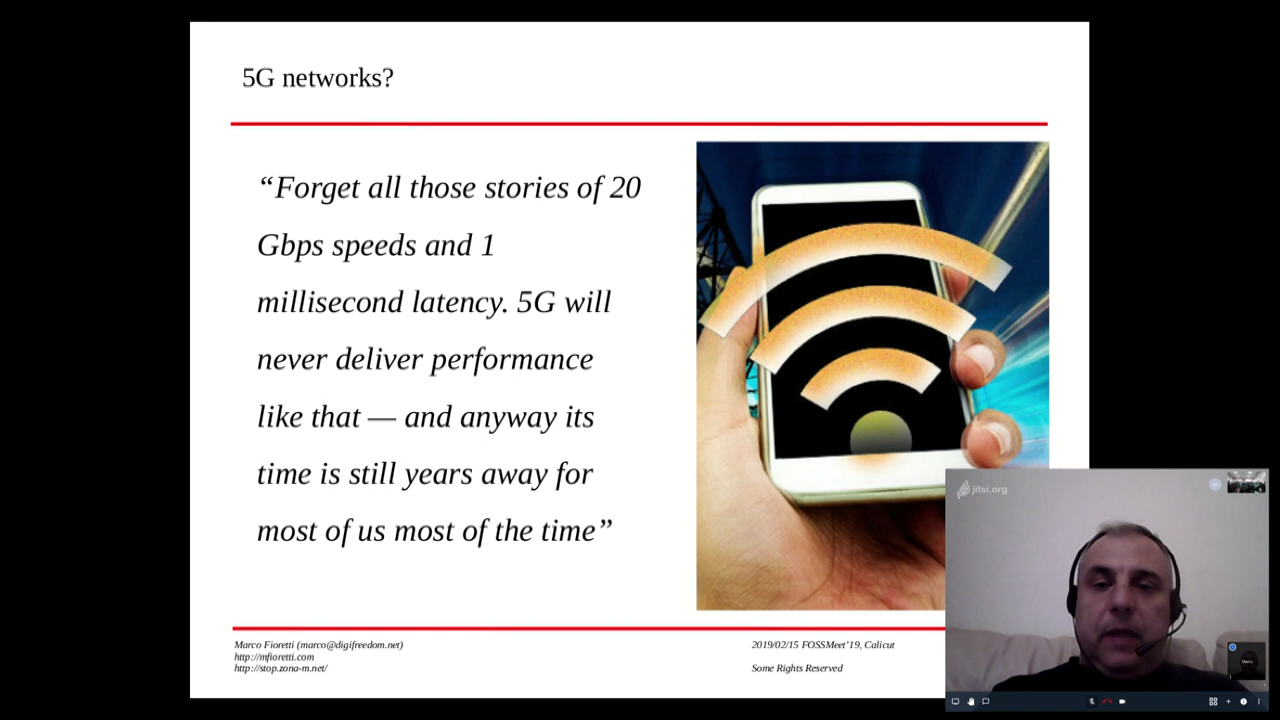 5G networks?
“Forget all those stories of 20
Gbps speeds and 1
millisecond latency. 5G will
never deliver performance
like that — and anyway its
time is still years away for
most of us most of the time”
Marco Fioretti (marco@digifreedom.net)
http://mfioretti.com
http://stop.zona-m.net/
2019/02/15 FOSSMeet’19, Calicut
Some Rights Reserved
jitsi.org